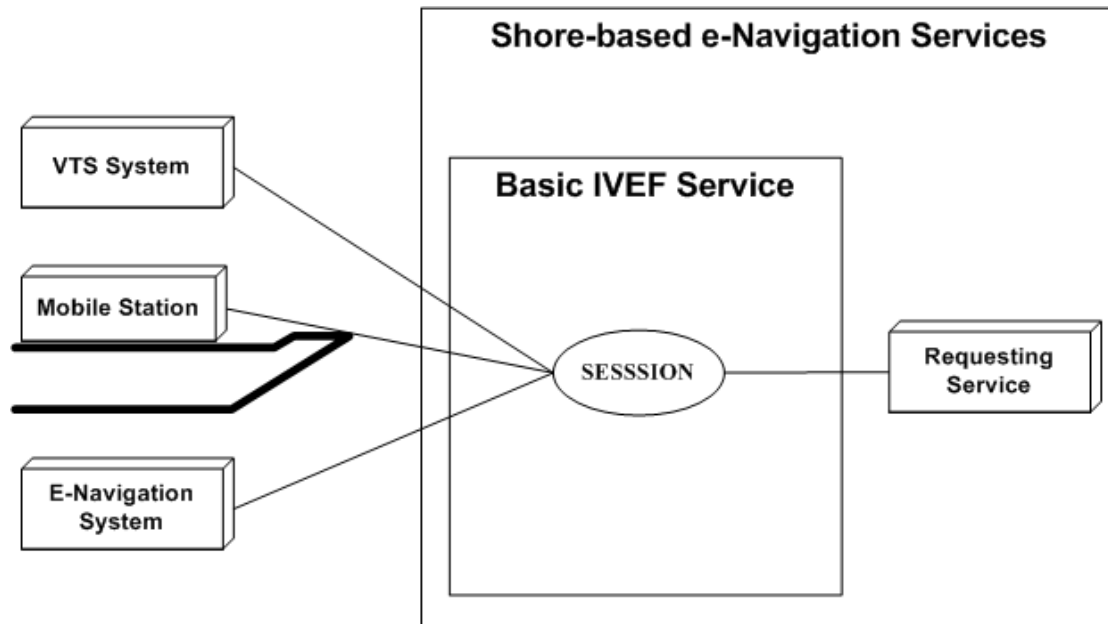 Shore-based e-Navigation Services
VTS System
Basic IVEF Service
Mobile Station
SESSSION
Requesting
Service
E-Navigation
System